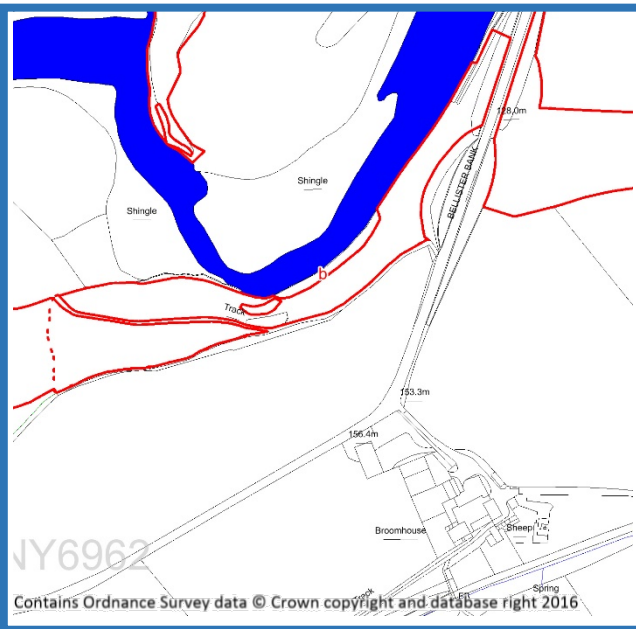 128.0m
BELLISTER BANK
Shingle
Shingle
b
Track
153.3m
156.4m
Broomhouse
Sheep
NY6962
Track
Spring
Contains Ordnance Survey data © Crown copyright and database right 2016